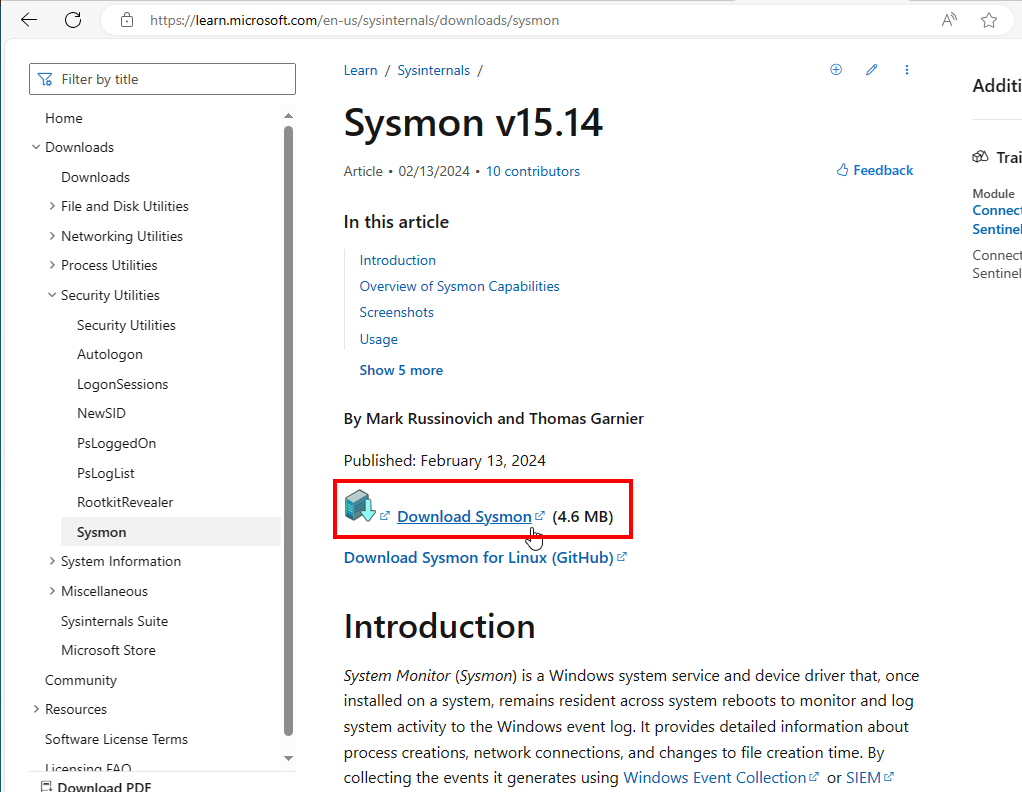 https://learn.microsoft.com/en-us/sysinternals/downloads/sysmon
Filter by title
Home
Downloads
Downloads
File and Disk Utilities
Networking Utilities
Process Utilities
Security Utilities
Security Utilities
Autologon
LogonSessions
NewSID
PsLoggedOn
PsLogList
RootkitRevealer
Sysmon
System Information
Miscellaneous
Sysinternals Suite
Microsoft Store
Community
Resources
Software License Terms
Licensing FAQ
Download PDF
Learn / Sysinternals /
Sysmon v15.14
Article • 02/13/2024 • 10 contributors
Feedback
In this article
Introduction
Overview of Sysmon Capabilities
Screenshots
Usage
Show 5 more
By Mark Russinovich and Thomas Garnier
Published: February 13, 2024
Download Sysmon (4.6 MB)
Download Sysmon for Linux (GitHub)
Introduction
System Monitor (Sysmon) is a Windows system service and device driver that, once
installed on a system, remains resident across system reboots to monitor and log
system activity to the Windows event log. It provides detailed information about
process creations, network connections, and changes to file creation time. By
collecting the events it generates using Windows Event Collection or SIEM
Additi
Trai
Module
Connect
Sentinel
Connect
Sentinel